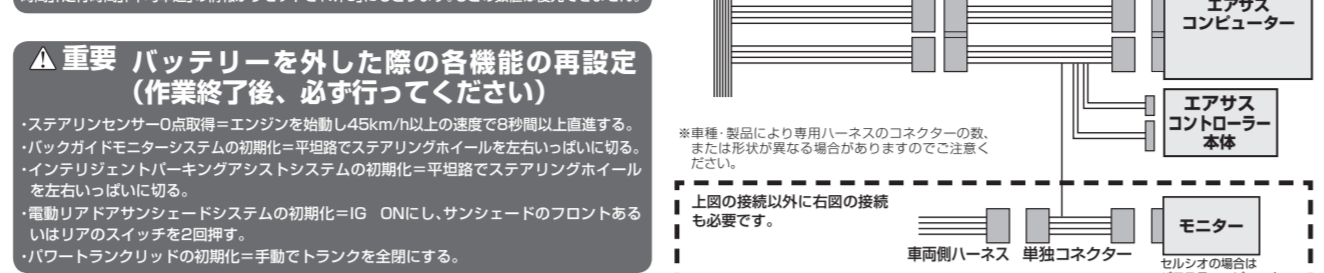 ⚠ 重要 バッテリーを外した際の各機能の再設定
（作業終了後、必ず行ってください）
・ステアリンセンサー0点取得＝エンジンを始動し45km/h以上の速度で8秒間以上直進する。
・バックガイドモニターシステムの初期化＝平坦路でステアリングホイールを左右いっぱいに切る。
・インテリジェントパーキングアシストシステムの初期化＝平坦路でステアリングホイール
を左右いっぱいに切る。
・電動リアドアサンシェードシステムの初期化＝IG ONにし、サンシェードのフロントある
いはリアのスイッチを2回押す。
・パワートランクリッドの初期化＝手動でトランクを全閉にする。
エアサス
コンピューター
エアサス
コントローラー
本体
※車種・製品により専用ハーネスのコネクターの数、
または形状が異なる場合がありますのでご注意く
ださい。
上図の接続以外に右図の接続
も必要です。
車両側ハーネス 単独コネクター
モニター
セルシオの場合は